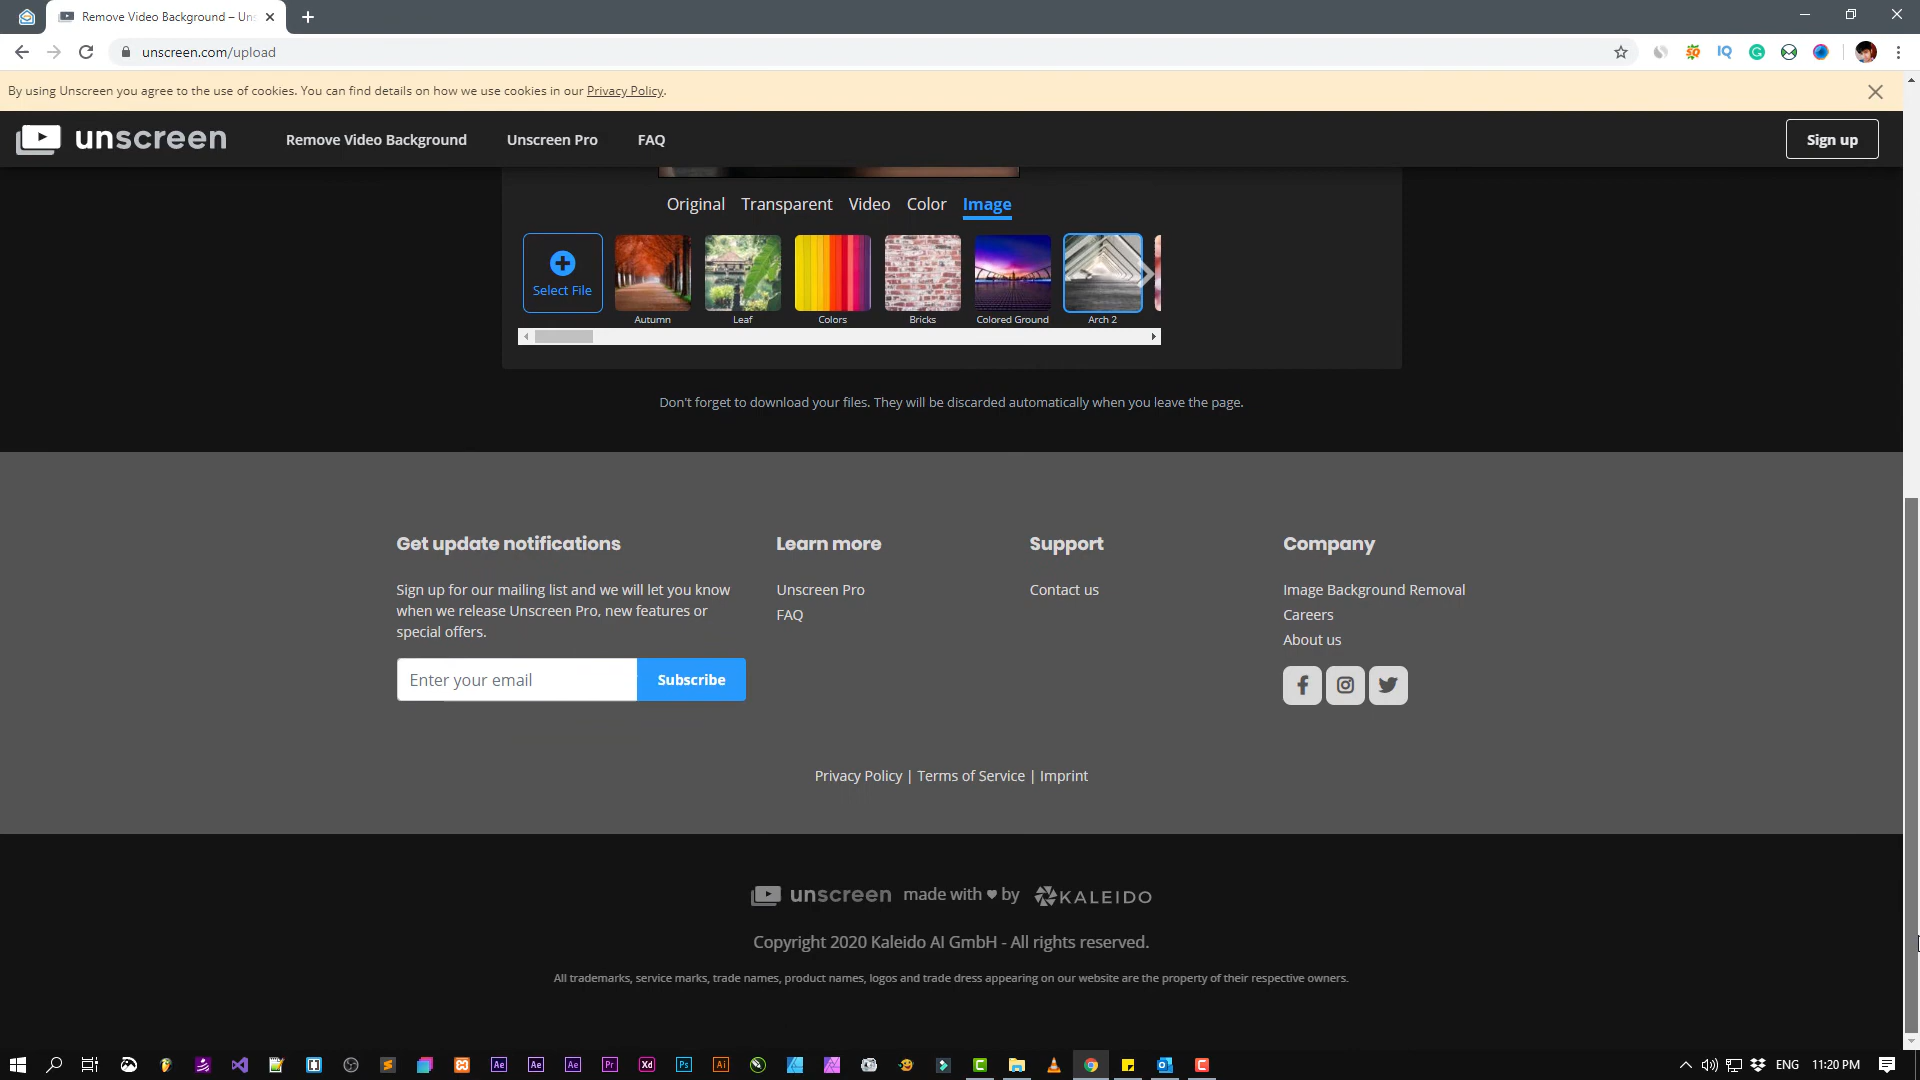 Remove Video Background – Uns
unscreen.com/upload
By using Unscreen you agree to the use of cookies. You can find details on how we use cookies in our Privacy Policy.
unscreen
Remove Video Background
Unscreen Pro
FAQ
Sign up
Original
Transparent
Video
Color
Image
Select File
Autumn
Leaf
Colors
Bricks
Colored Ground
Arch 2
Don't forget to download your files. They will be discarded automatically when you leave the page.
Get update notifications
Sign up for our mailing list and we will let you know
when we release Unscreen Pro, new features or
special offers.
Enter your email
Subscribe
Learn more
Unscreen Pro
FAQ
Support
Contact us
Company
Image Background Removal
Careers
About us
Privacy Policy | Terms of Service | Imprint
unscreen made with ♥ by KALEIDO
Copyright 2020 Kaleido AI GmbH - All rights reserved.
All trademarks, service marks, trade names, product names, logos and trade dress appearing on our website are the property of their respective owners.
Ae
Ae
Ae
Pr
Xd
Ps
Ai
ENG
11:20 PM